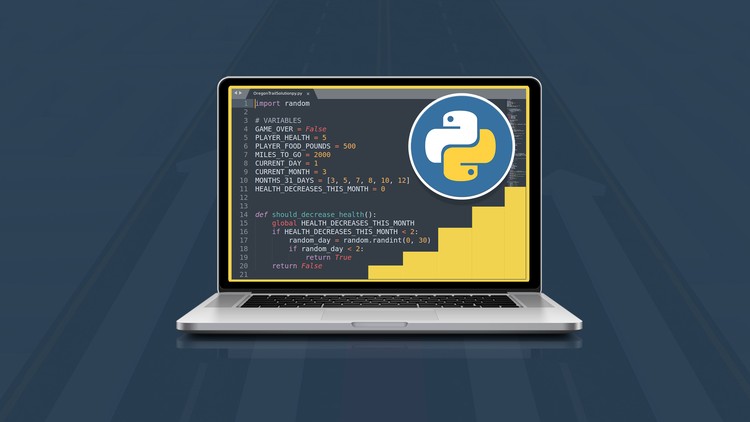 OregonTrailSolution.py.py ×
1 import random
2
3 # VARIABLES
4 GAME_OVER = False
5 PLAYER_HEALTH = 5
6 PLAYER_FOOD_POUNDS = 500
7 MILES_TO_GO = 2000
8 CURRENT_DAY = 1
9 CURRENT_MONTH = 3
10 MONTHS_31_DAYS = [3, 5, 7, 8, 10, 12]
11 HEALTH_DECREASES_THIS_MONTH = 0
12
13
14 def should_decrease_health():
15 global HEALTH_DECREASES_THIS_MONTH
16 if HEALTH_DECREASES_THIS_MONTH < 2:
17 random_day = random.randint(0, 30)
18 if random_day < 2:
19 return True
20 return False
21